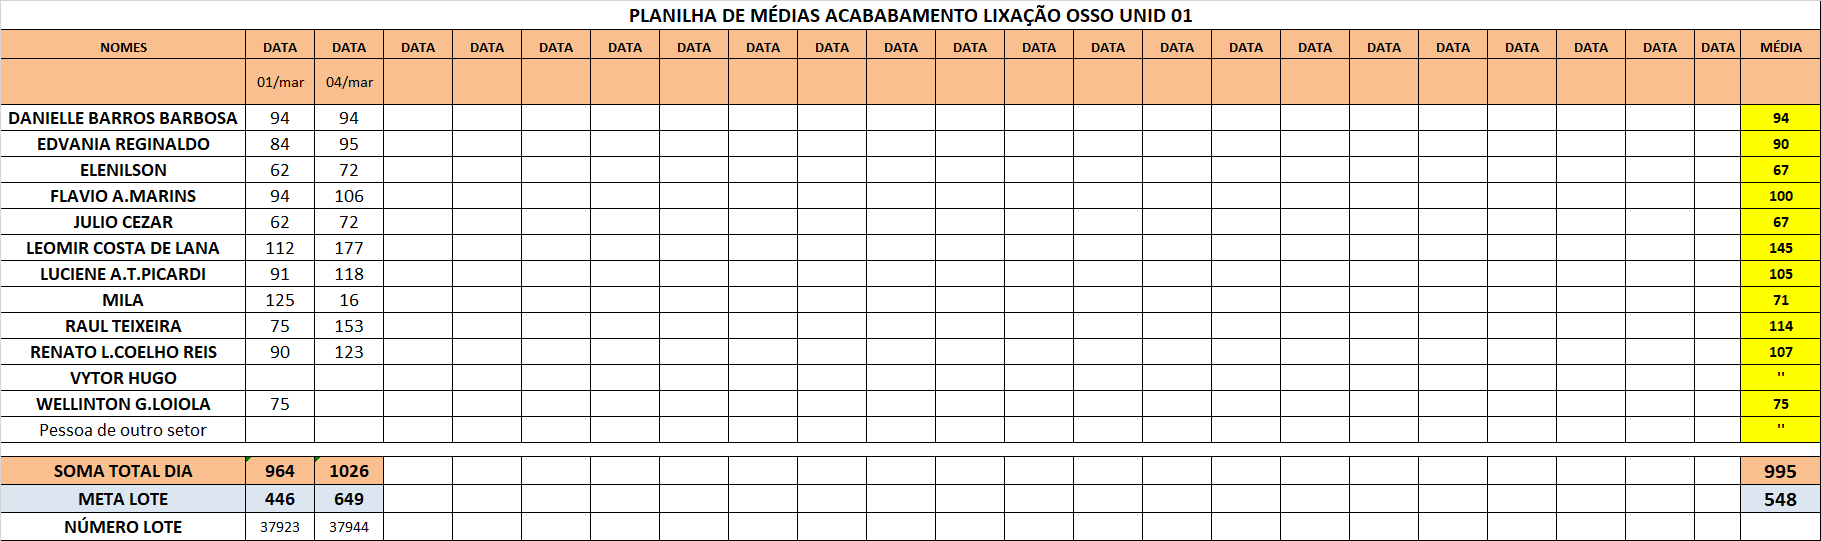 PLANILHA DE MÉDIAS ACABABAMENTO LIXAÇÃO OSSO UNID 01
NOMES DATA DATA DATA DATA DATA DATA DATA DATA DATA DATA DATA DATA DATA DATA DATA DATA DATA DATA DATA DATA DATA DATA MÉDIA
01/mar 04/mar
DANIELLE BARROS BARBOSA 94 94 94
EDVANIA REGINALDO 84 95 90
ELENILSON 62 72 67
FLAVIO A.MARINS 94 106 100
JULIO CEZAR 62 72 67
LEOMIR COSTA DE LANA 112 177 145
LUCIENE A.T.PICARDI 91 118 105
MILA 125 16 71
RAUL TEIXEIRA 75 153 114
RENATO L.COELHO REIS 90 123 107
VYTOR HUGO ''
WELLINTON G.LOIOLA 75 75
Pessoa de outro setor ''
SOMA TOTAL DIA 964 1026 995
META LOTE 446 649 548
NÚMERO LOTE 37923 37944